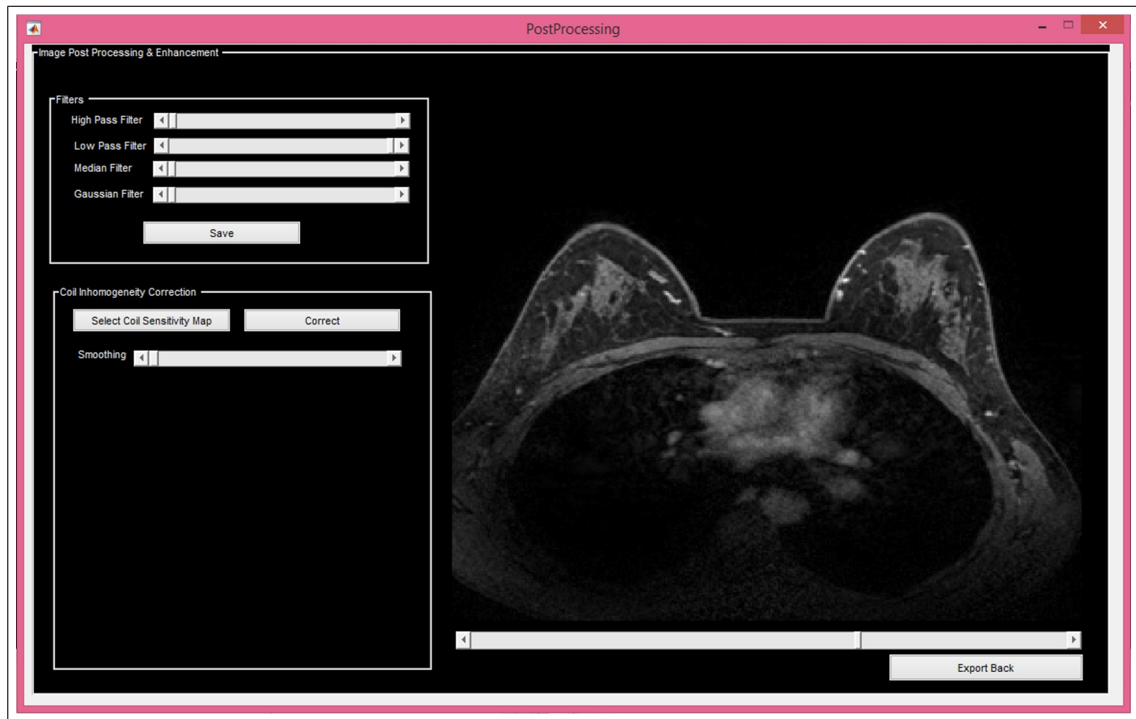 PostProcessing
Image Post Processing & Enhancement
Filters
High Pass Filter
Low Pass Filter
Median Filter
Gaussian Filter
Save
Coil Inhomogeneity Correction
Select Coil Sensitivity Map
Correct
Smoothing
Export Back